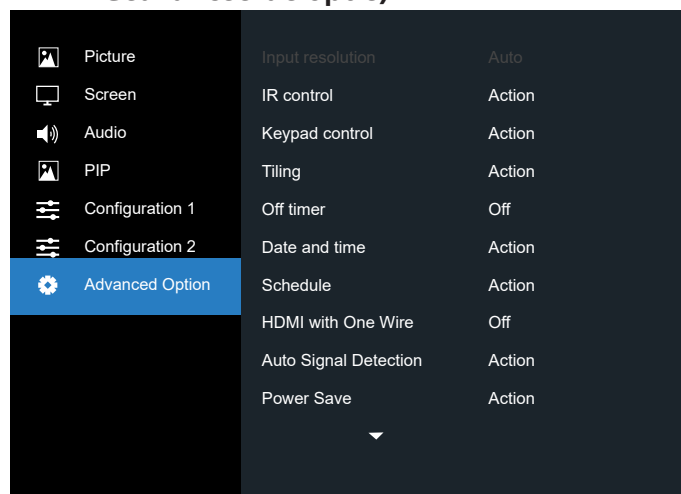 Picture
Screen
Audio
PIP
Configuration 1
Configuration 2
Advanced Option
Input resolution Auto
IR control Action
Keypad control Action
Tiling Action
Off timer Off
Date and time Action
Schedule Action
HDMI with One Wire Off
Auto Signal Detection Action
Power Save Action